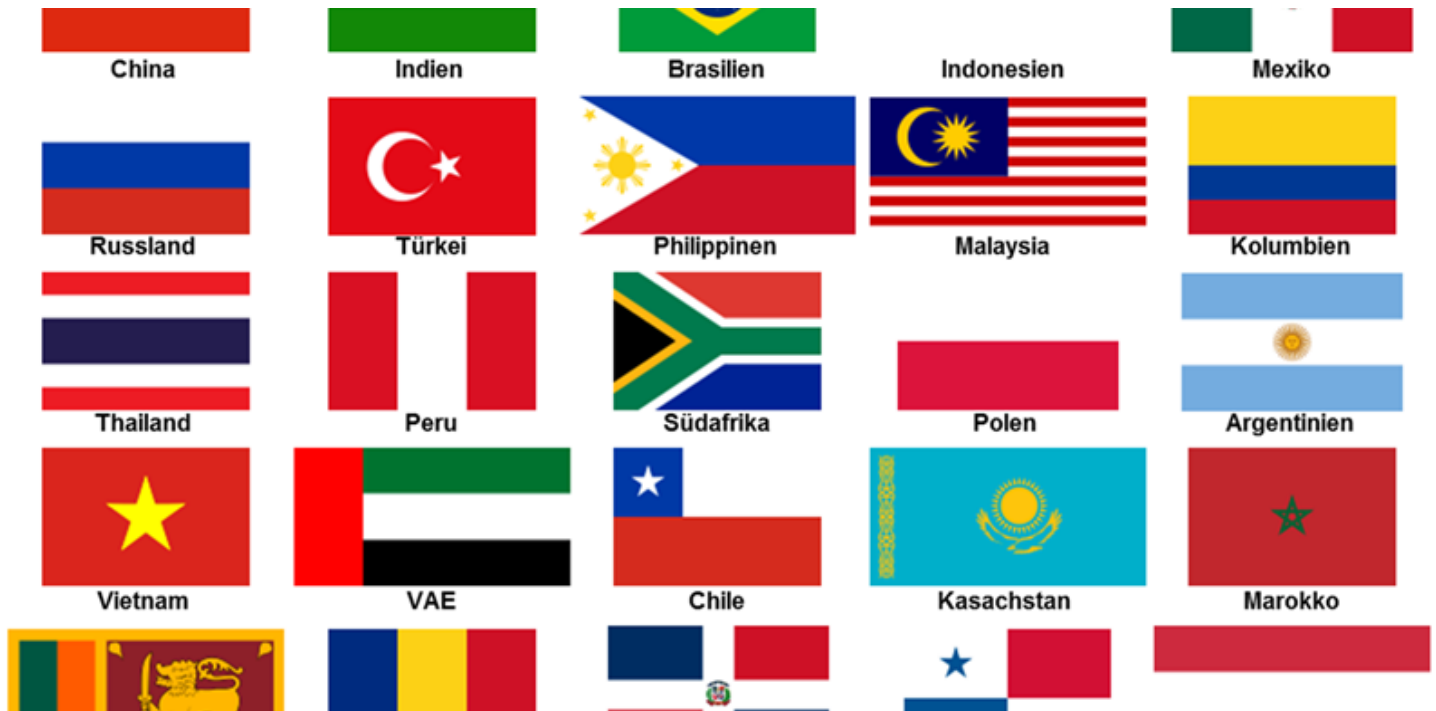 China Indien Brasilien Indonesien Mexiko
Russland Türkei Philippinen Malaysia Kolumbien
Thailand Peru Südafrika Polen Argentinien
Vietnam VAE Chile Kasachstan Marokko